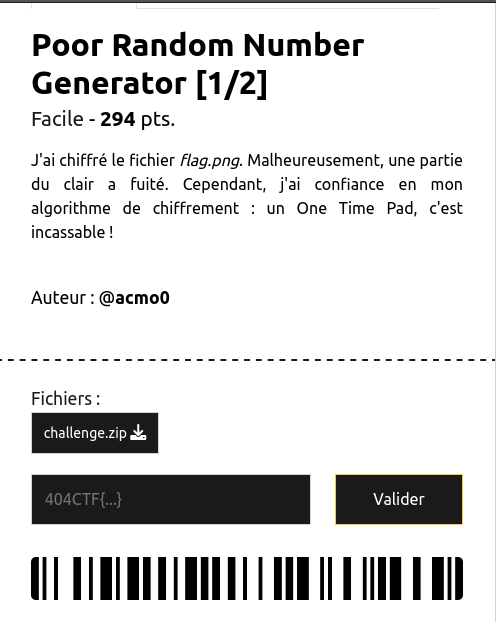 Poor Random Number
Generator [1/2]
Facile - 294 pts.
J'ai chiffré le fichier flag.png. Malheureusement, une partie
du clair a fuité. Cependant, j'ai confiance en mon
algorithme de chiffrement : un One Time Pad, c'est
incassable !
Auteur : @acmo0
Fichiers :
challenge.zip
404CTF{...}
Valider